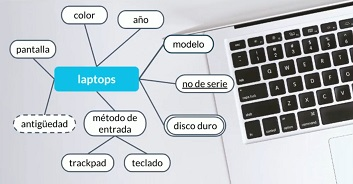 color
año
pantalla
modelo
laptops
no de serie
antigüedad
método de
entrada
disco duro
trackpad
teclado